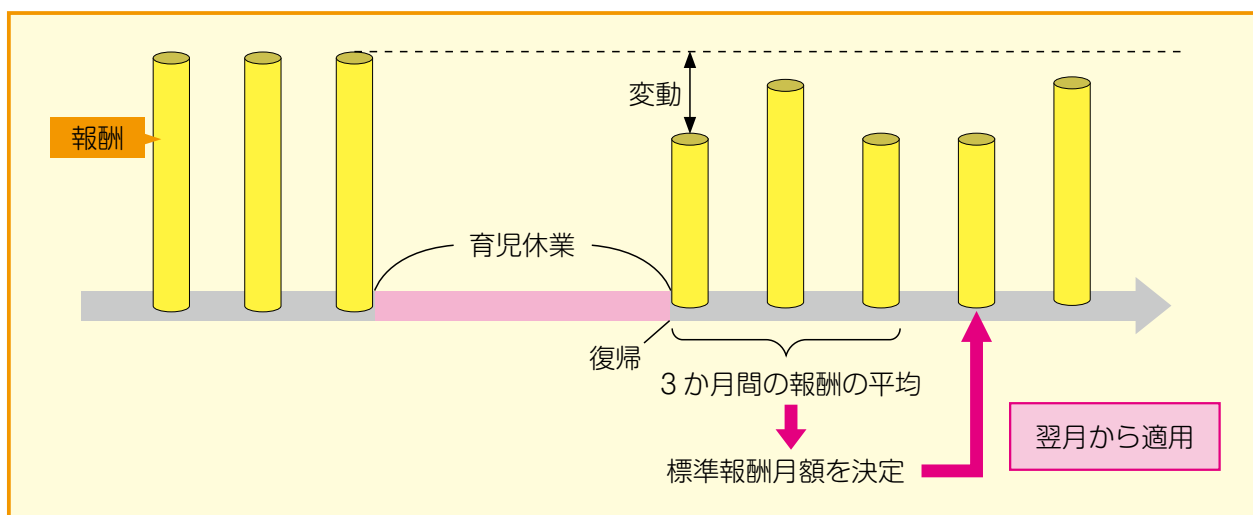 変動
報酬
育児休業
復帰
3か月間の報酬の平均
翌月から適用
標準報酬月額を決定